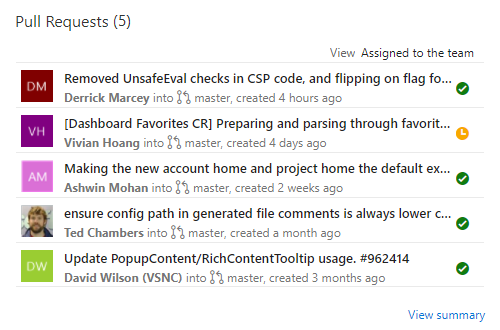 Pull Requests (5)
View Assigned to the team
DM
Removed UnsafeEval checks in CSP code, and flipping on flag fo...
Derrick Marcey into master, created 4 hours ago
VH
[Dashboard Favorites CR] Preparing and parsing through favorit...
Vivian Hoang into master, created 4 days ago
AM
Making the new account home and project home the default ex...
Ashwin Mohan into master, created 2 weeks ago
ensure config path in generated file comments is always lower c...
Ted Chambers into master, created a month ago
DW
Update PopupContent/RichContentTooltip usage. #962414
David Wilson (VSNC) into master, created 3 months ago
View summary